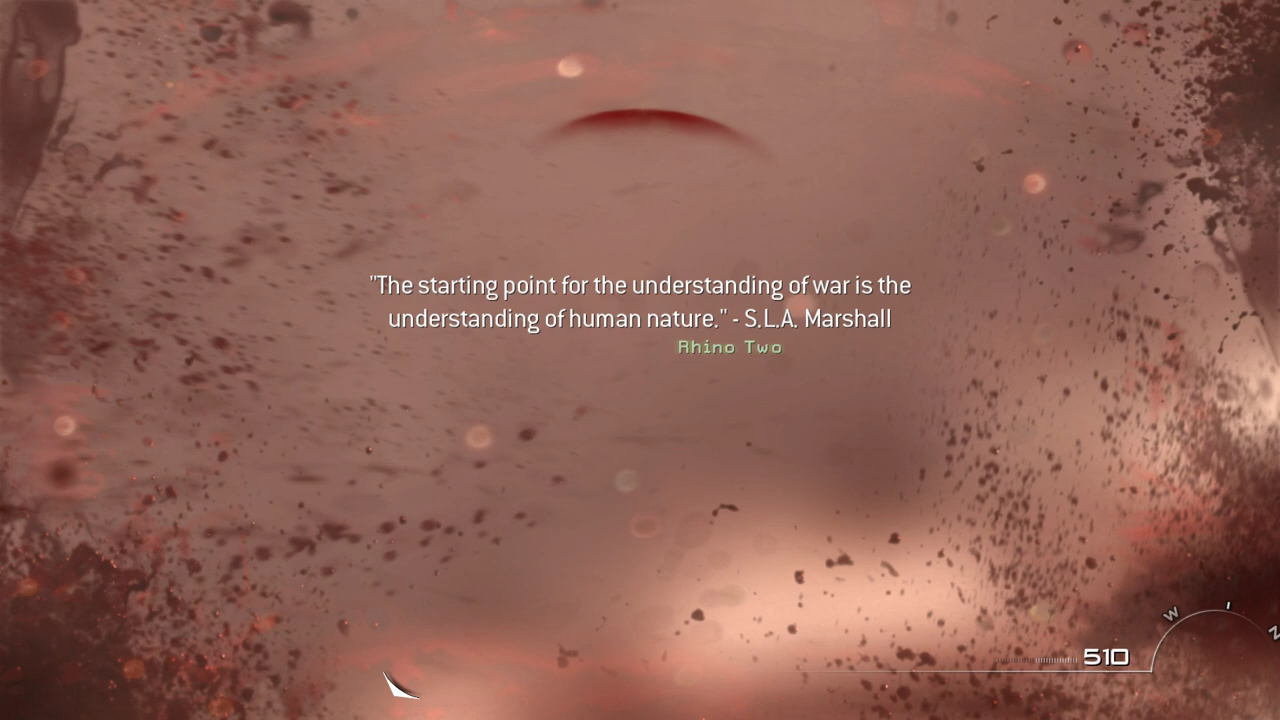 "The starting point for the understanding of war is the
understanding of human nature." - S.L.A. Marshall
Rhino Two
510
W
N